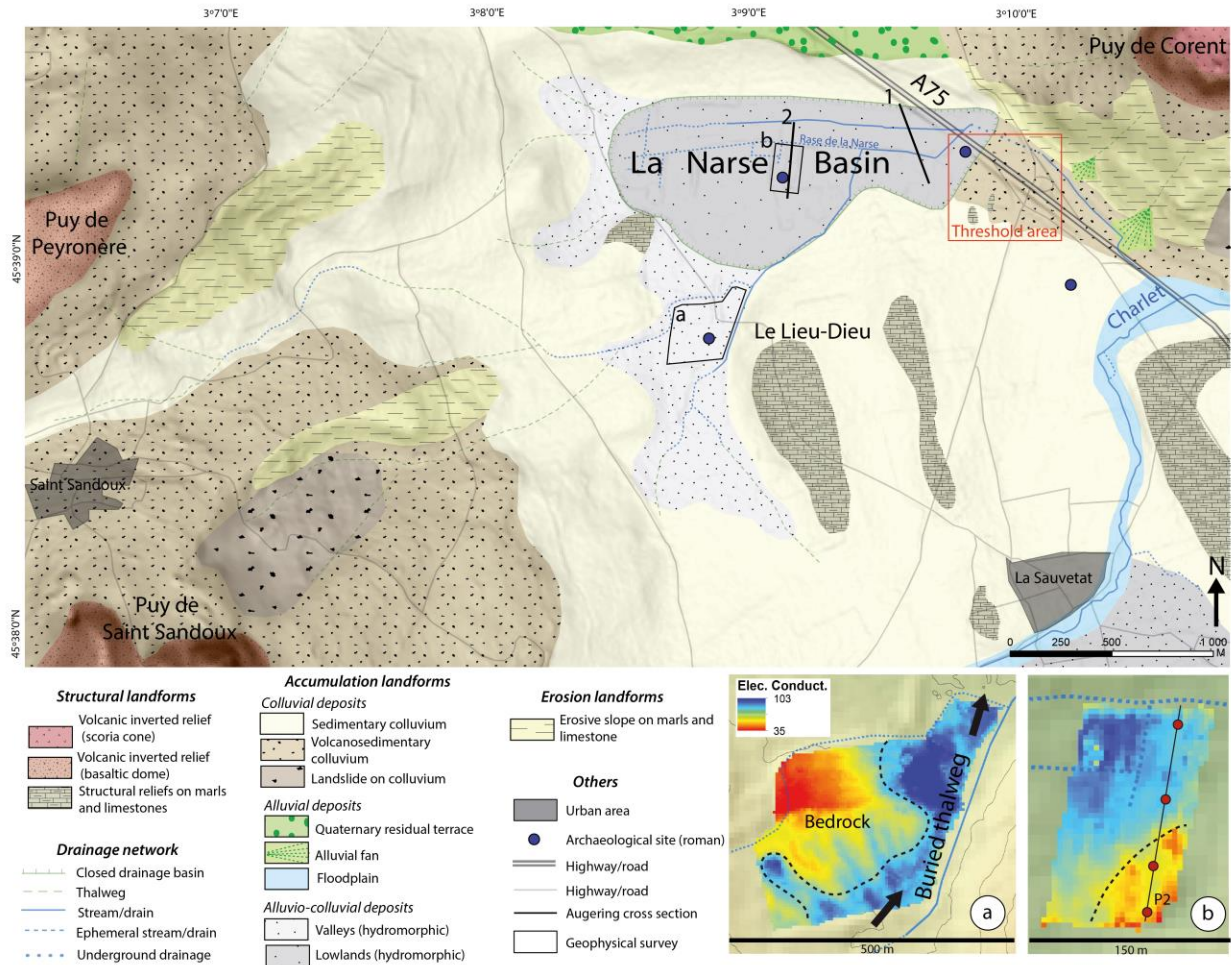 3°7'0"E
3°8'0"E
3°9'0"E
3°10'0"E
45°39'0"N
45°38'0"N
Puy de Corent
A75
1
2
b
Rase de la Narse
La Narse Basin
Threshold area
Puy de
Peyronère
a
Le Lieu-Dieu
Charlet
Saint Sandoux
Puy de
Saint Sandoux
La Sauvetat
N
0 250 500 1 000
M
Structural landforms
Volcanic inverted relief
(scoria cone)
Volcanic inverted relief
(basaltic dome)
Structural reliefs on marls
and limestones
Drainage network
Closed drainage basin
Thalweg
Stream/drain
Ephemeral stream/drain
Underground drainage
Accumulation landforms
Colluvial deposits
Sedimentary colluvium
Volcanosedimentary
colluvium
Landslide on colluvium
Alluvial deposits
Quaternary residual terrace
Alluvial fan
Floodplain
Alluvio-colluvial deposits
Valleys (hydromorphic)
Lowlands (hydromorphic)
Erosion landforms
Erosive slope on marls and
limestone
Others
Urban area
Archaeological site (roman)
Highway/road
Highway/road
Augering cross section
Geophysical survey
Elec. Conduct.
103
35
Bedrock
Buried thalweg
a
500 m
P2
b
150 m